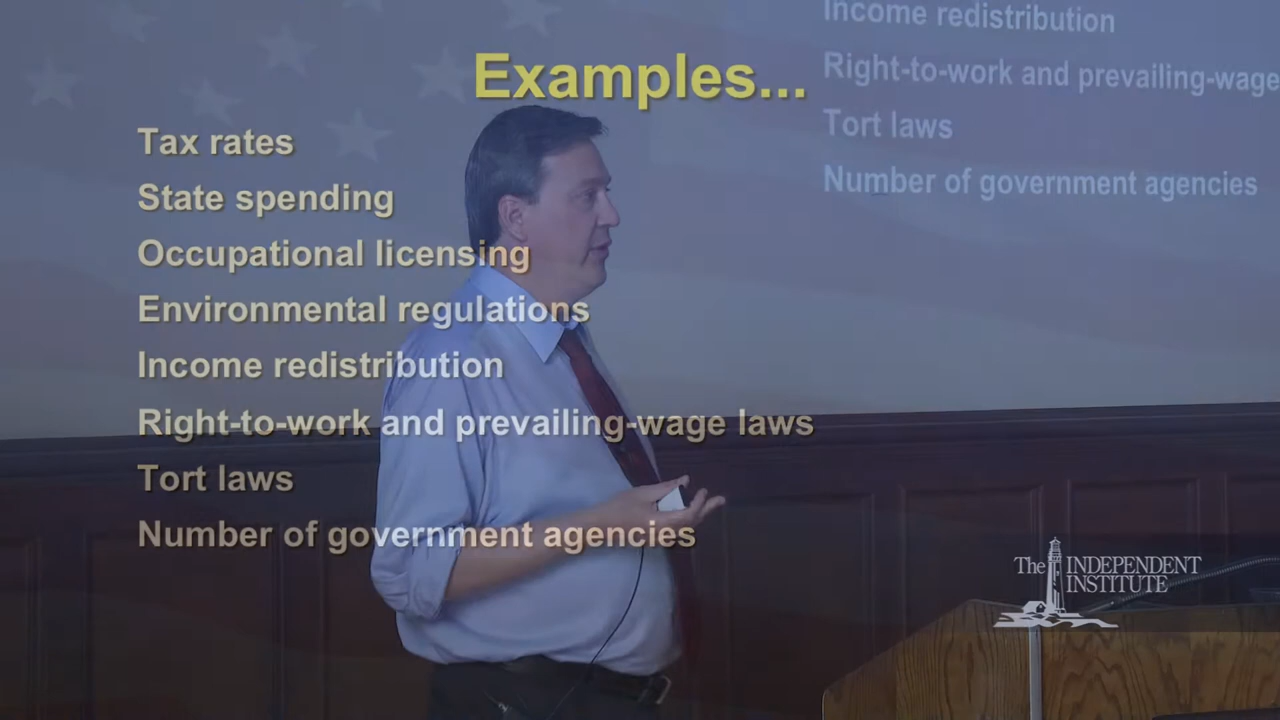 Examples...
Tax rates
State spending
Occupational licensing
Environmental regulations
Income redistribution
Right-to-work and prevailing-wage laws
Tort laws
Number of government agencies
Income redistribution
Right-to-work and prevailing-wage
Tort laws
Number of government agencies
The INDEPENDENT
INSTITUTE